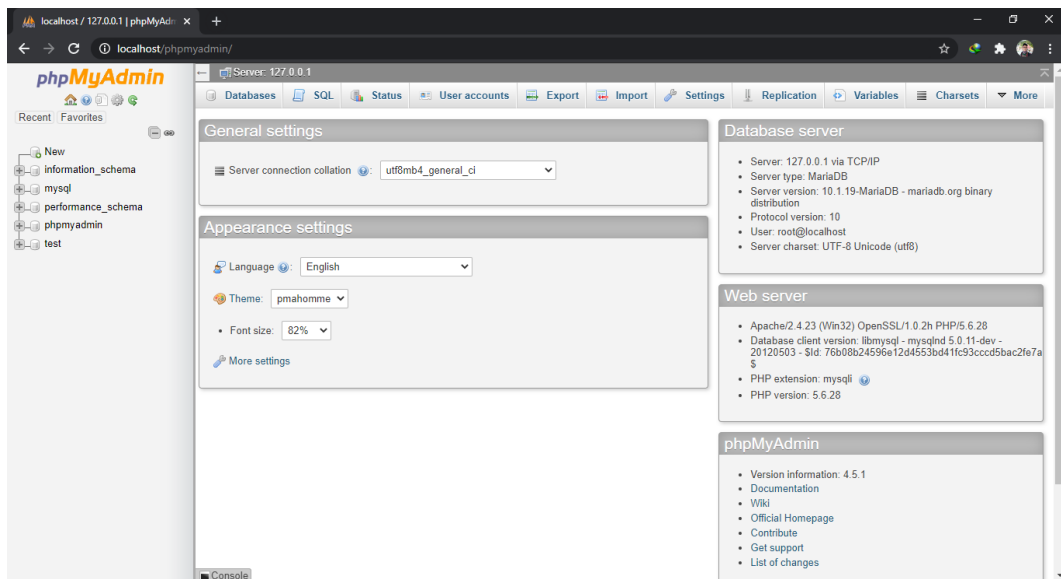 localhost / 127.0.0.1 | phpMyAdn
localhost/phpmyadmin/
phpMyAdmin
Recent Favorites
New
information_schema
mysql
performance_schema
phpmyadmin
test
Server: 127.0.0.1
Databases SQL Status User accounts Export Import Settings Replication Variables Charsets More
General settings
Server connection collation : utf8mb4_general_ci
Appearance settings
Language : English
Theme: pmahomme
Font size: 82%
More settings
Database server
Server: 127.0.0.1 via TCP/IP
Server type: MariaDB
Server version: 10.1.19-MariaDB - mariadb.org binary
distribution
Protocol version: 10
User: root@localhost
Server charset: UTF-8 Unicode (utf8)
Web server
Apache/2.4.23 (Win32) OpenSSL/1.0.2h PHP/5.6.28
Database client version: libmysql - mysqlnd 5.0.11-dev -
20120503 - $Id: 76b08b24596e12d4553bd41fc93cccd5bac2fe7a
$
PHP extension: mysqli
PHP version: 5.6.28
phpMyAdmin
Version information: 4.5.1
Documentation
Wiki
Official Homepage
Contribute
Get support
List of changes
Console